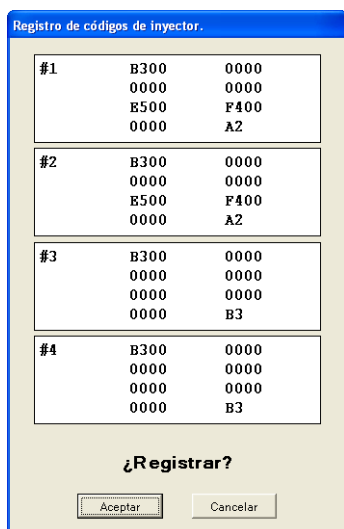 Registro de códigos de inyector.
#1 B300 0000
0000 0000
E500 F400
0000 A2
#2 B300 0000
0000 0000
E500 F400
0000 A2
#3 B300 0000
0000 0000
0000 0000
0000 B3
#4 B300 0000
0000 0000
0000 0000
0000 B3
¿Registrar?
Aceptar Cancelar